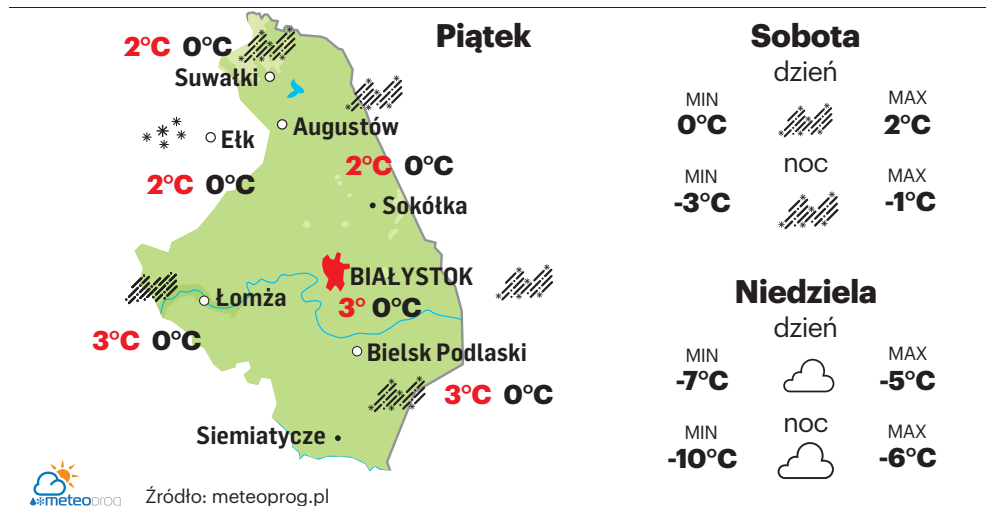 Piątek
2°C 0°C
Suwałki
Augustów
Ełk
2°C 0°C
2°C 0°C
Sokółka
BIAŁYSTOK
3° 0°C
Łomża
3°C 0°C
Bielsk Podlaski
3°C 0°C
Siemiatycze
meteoprog
Źródło: meteoprog.pl
Sobota
dzień
MIN MAX
0°C 2°C
noc
MIN MAX
-3°C -1°C
Niedziela
dzień
MIN MAX
-7°C -5°C
noc
MIN MAX
-10°C -6°C